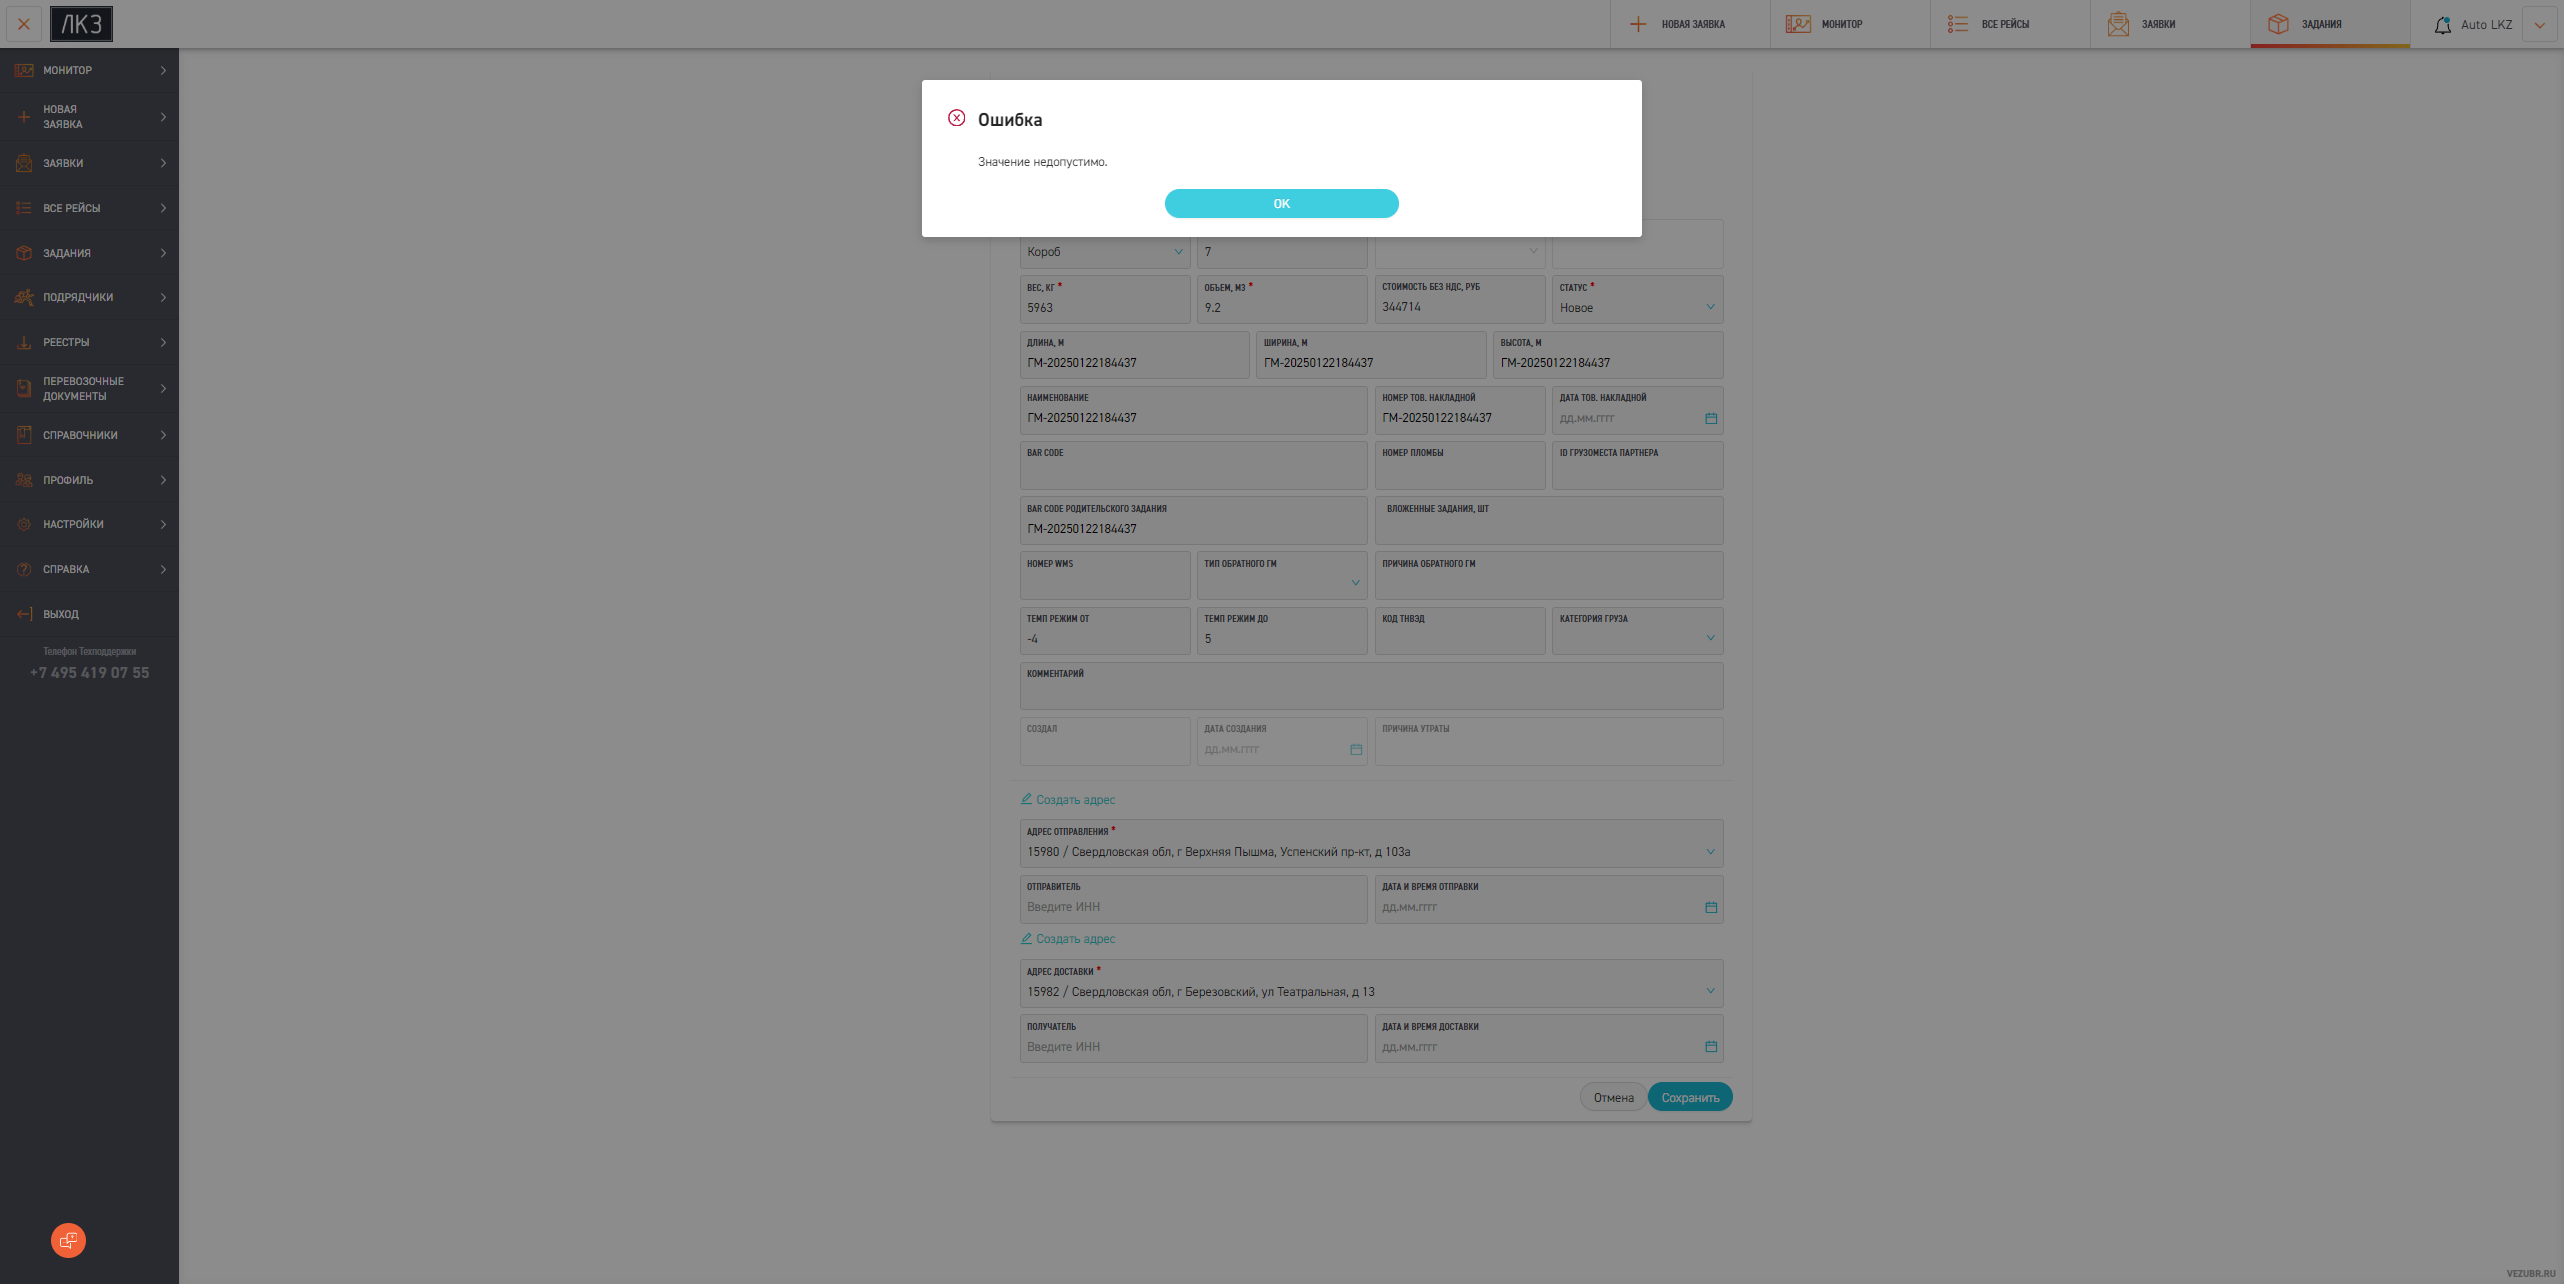 ЛКЗ
НОВАЯ ЗАЯВКА
МОНИТОР
ВСЕ РЕЙСЫ
ЗАЯВКИ
ЗАДАНИЯ
Auto LKZ
МОНИТОР
НОВАЯ
ЗАЯВКА
ЗАЯВКИ
ВСЕ РЕЙСЫ
ЗАДАНИЯ
ПОДРЯДЧИКИ
РЕЕСТРЫ
ПЕРЕВОЗОЧНЫЕ
ДОКУМЕНТЫ
СПРАВОЧНИКИ
ПРОФИЛЬ
НАСТРОЙКИ
СПРАВКА
ВЫХОД
Телефон Техподдержки
+7 495 419 07 55
Ошибка
Значение недопустимо.
OK
Короб
7
ВЕС, КГ *
5963
ОБЪЕМ, М3 *
9.2
СТОИМОСТЬ БЕЗ НДС, РУБ
344714
СТАТУС *
Новое
ДЛИНА, М
ГМ-20250122184437
ШИРИНА, М
ГМ-20250122184437
ВЫСОТА, М
ГМ-20250122184437
НАИМЕНОВАНИЕ
ГМ-20250122184437
НОМЕР ТОВ. НАКЛАДНОЙ
ГМ-20250122184437
ДАТА ТОВ. НАКЛАДНОЙ
дд.мм.гггг
BAR CODE
НОМЕР ПЛОМБЫ
ID ГРУЗОМЕСТА ПАРТНЕРА
BAR CODE РОДИТЕЛЬСКОГО ЗАДАНИЯ
ГМ-20250122184437
ВЛОЖЕННЫЕ ЗАДАНИЯ, ШТ
НОМЕР WMS
ТИП ОБРАТНОГО ГМ
ПРИЧИНА ОБРАТНОГО ГМ
ТЕМП РЕЖИМ ОТ
-4
ТЕМП РЕЖИМ ДО
5
КОД ТНВЭД
КАТЕГОРИЯ ГРУЗА
КОММЕНТАРИЙ
СОЗДАЛ
ДАТА СОЗДАНИЯ
дд.мм.гггг
ПРИЧИНА УТРАТЫ
Создать адрес
АДРЕС ОТПРАВЛЕНИЯ *
15980 / Свердловская обл, г Верхняя Пышма, Успенский пр-кт, д 103а
ОТПРАВИТЕЛЬ
Введите ИНН
ДАТА И ВРЕМЯ ОТПРАВКИ
дд.мм.гггг
Создать адрес
АДРЕС ДОСТАВКИ *
15982 / Свердловская обл, г Березовский, ул Театральная, д 13
ПОЛУЧАТЕЛЬ
Введите ИНН
ДАТА И ВРЕМЯ ДОСТАВКИ
дд.мм.гггг
Отмена
Сохранить
VEZUBR.RU